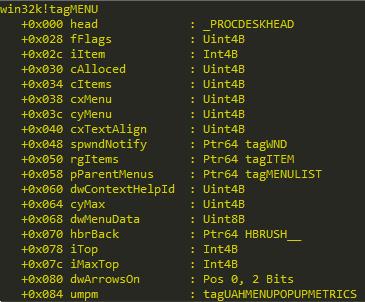 win32k!tagMENU
+0x000 head : _PROCDESKHEAD
+0x028 fFlags : Uint4B
+0x02c iItem : Int4B
+0x030 cAlloced : Uint4B
+0x034 cItems : Uint4B
+0x038 cxMenu : Uint4B
+0x03c cyMenu : Uint4B
+0x040 cxTextAlign : Uint4B
+0x048 spwndNotify : Ptr64 tagWND
+0x050 rgItems : Ptr64 tagITEM
+0x058 pParentMenus : Ptr64 tagMENULIST
+0x060 dwContextHelpId : Uint4B
+0x064 cyMax : Uint4B
+0x068 dwMenuData : Uint8B
+0x070 hbrBack : Ptr64 HBRUSH__
+0x078 iTop : Int4B
+0x07c iMaxTop : Int4B
+0x080 dwArrowsOn : Pos 0, 2 Bits
+0x084 umpm : tagUAHMENUPOPUPMETRICS